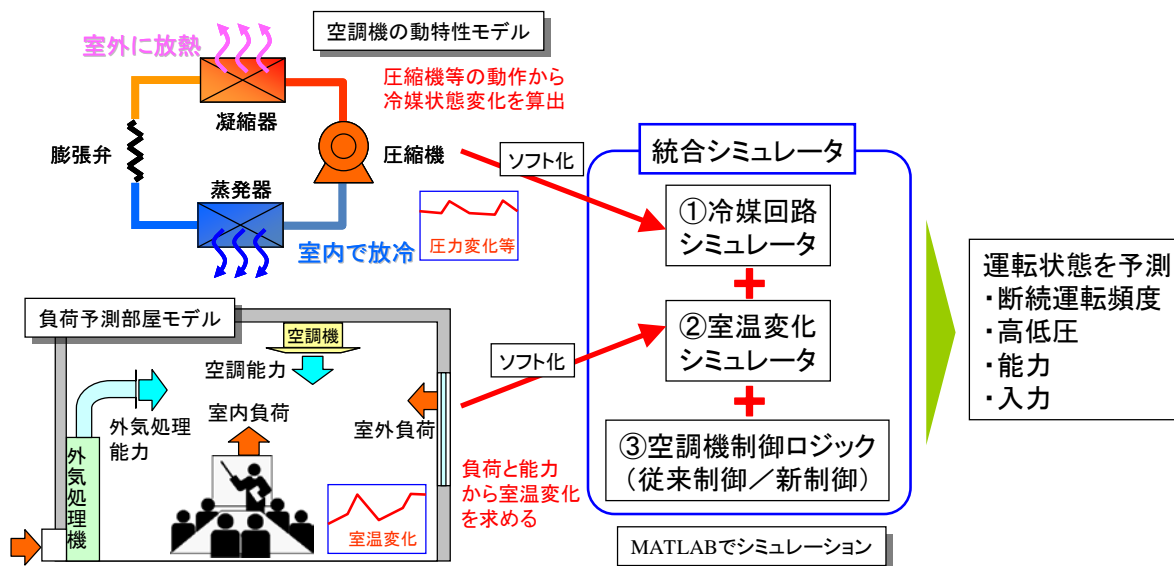 空調機の動特性モデル
室外に放熱
圧縮機等の動作から
冷媒状態変化を算出
凝縮器
膨張弁
圧縮機
蒸発器
室内で放冷
圧力変化等
ソフト化
負荷予測部屋モデル
空調機
空調能力
外気処理
能力
室内負荷
室外負荷
外気処理機
室温変化
負荷と能力
から室温変化
を求める
ソフト化
統合シミュレータ
①冷媒回路
シミュレータ
+
②室温変化
シミュレータ
+
③空調機制御ロジック
(従来制御/新制御)
MATLABでシミュレーション
運転状態を予測
・断続運転頻度
・高低圧
・能力
・入力